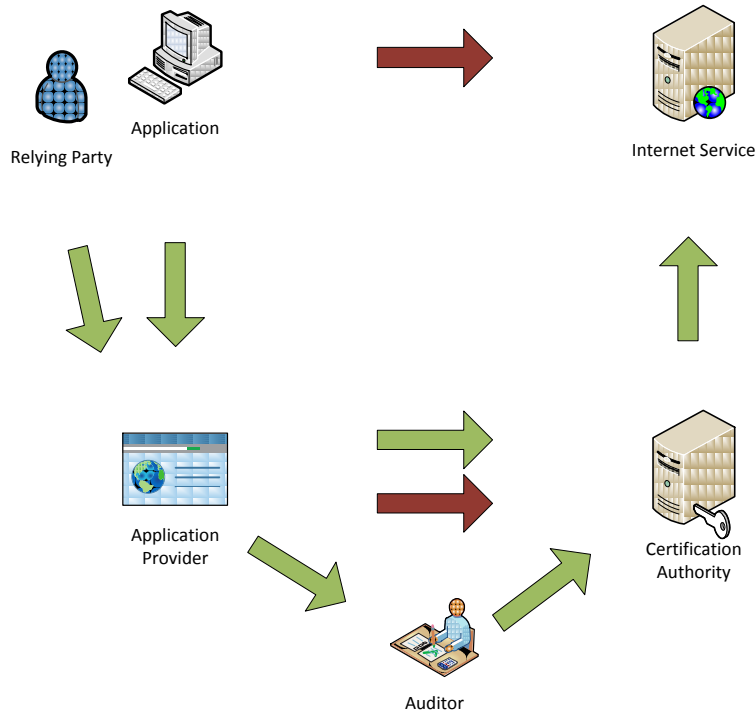 Application
Relying Party
Internet Service
Application
Provider
Certification
Authority
Auditor